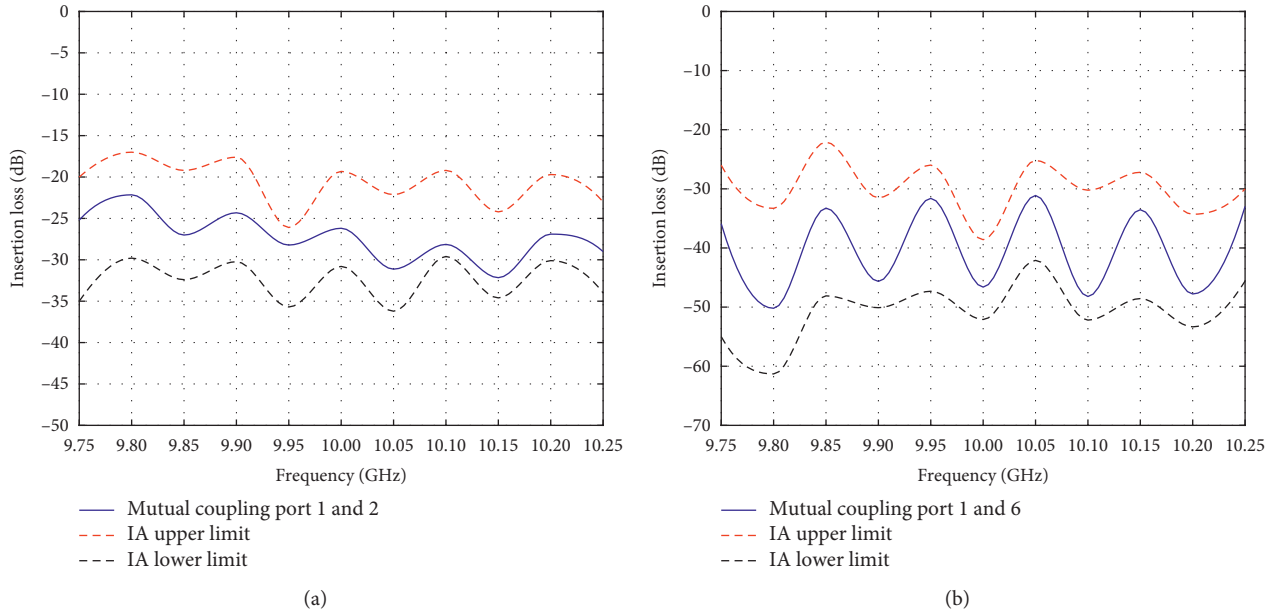 0
−5
−10
−15
−20
−25
−30
−35
−40
−45
−50
Insertion loss (dB)
9.75 9.80 9.85 9.90 9.95 10.00 10.05 10.10 10.15 10.20 10.25
Frequency (GHz)
Mutual coupling port 1 and 2
IA upper limit
IA lower limit
(a)
0
−10
−20
−30
−40
−50
−60
−70
Insertion loss (dB)
9.75 9.80 9.85 9.90 9.95 10.00 10.05 10.10 10.15 10.20 10.25
Frequency (GHz)
Mutual coupling port 1 and 6
IA upper limit
IA lower limit
(b)